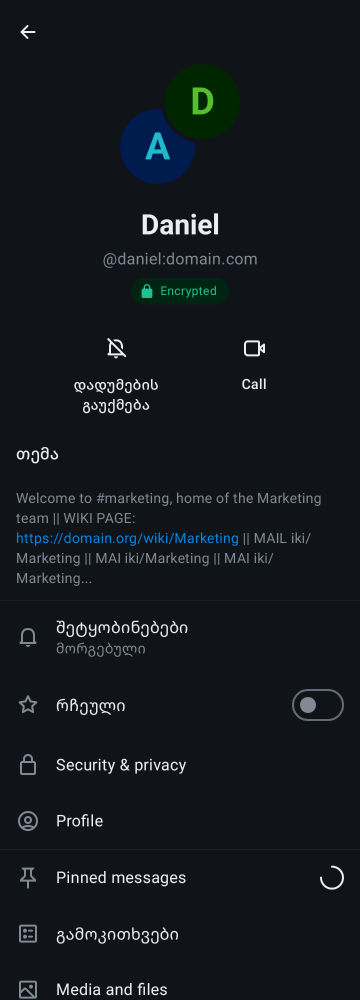 D
A
Daniel
@daniel:domain.com
Encrypted
დადუმების
გაუქმება
Call
თემა
Welcome to #marketing, home of the Marketing
team || WIKI PAGE:
https://domain.org/wiki/Marketing || MAIL iki/
Marketing || MAI iki/Marketing || MAI iki/
Marketing...
შეტყობინებები
მორგებული
რჩეული
Security & privacy
Profile
Pinned messages
გამოკითხვები
Media and files